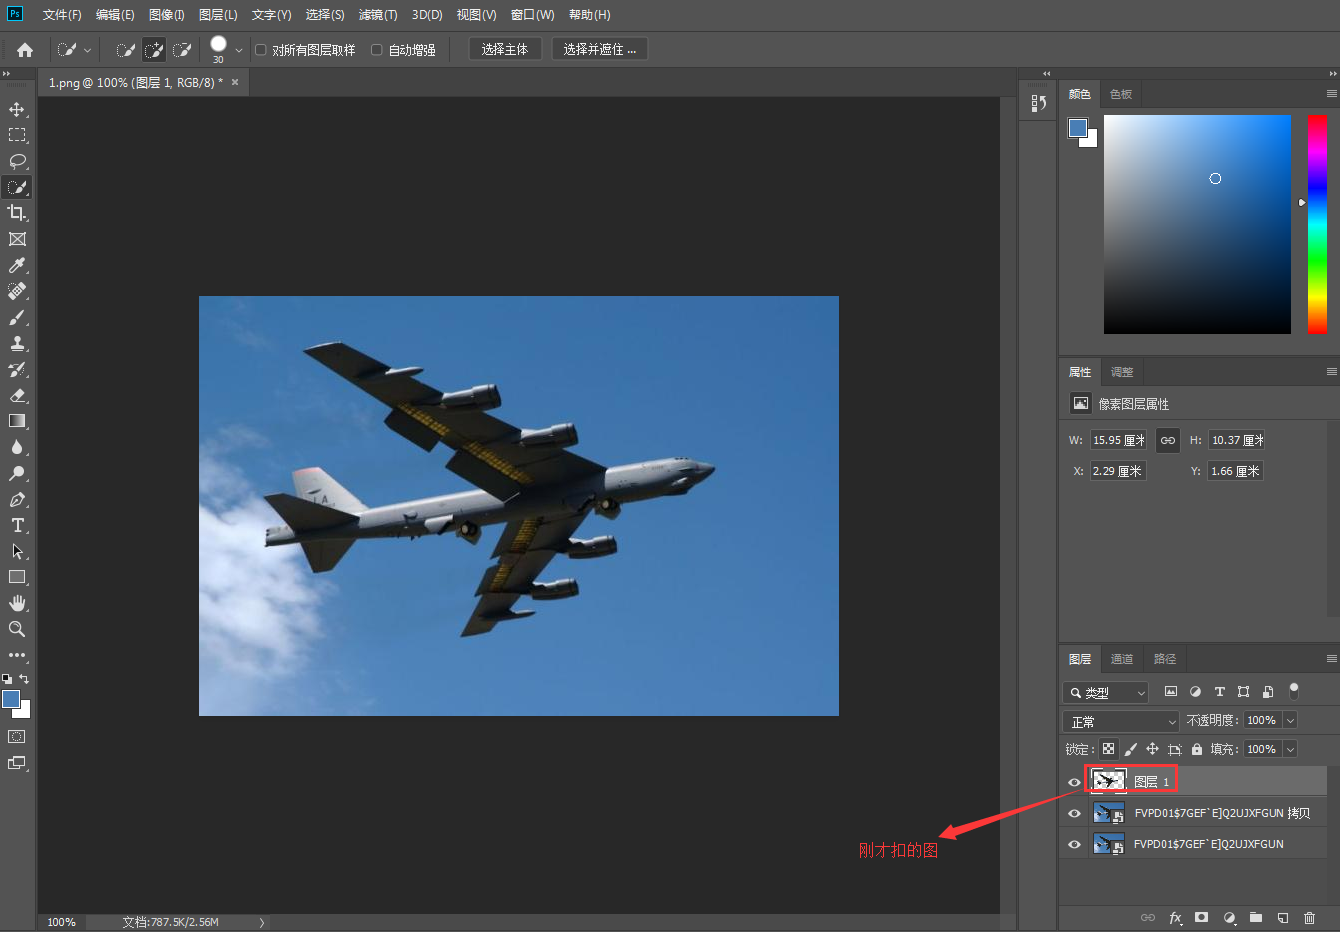 Ps 文件(F) 编辑(E) 图像(I) 图层(L) 文字(Y) 选择(S) 滤镜(T) 3D(D) 视图(V) 窗口(W) 帮助(H)
30 对所有图层取样 自动增强 选择主体 选择并遮住 ...
1.png @ 100% (图层 1, RGB/8) * ×
颜色 色板
属性 调整
像素图层属性
W: 15.95 厘米 H: 10.37 厘米
X: 2.29 厘米 Y: 1.66 厘米
LA
图层 通道 路径
类型
正常 不透明度: 100%
锁定: 填充: 100%
图层 1
FVPD01$7GEF`E]Q2UJXFGUN 拷贝
FVPD01$7GEF`E]Q2UJXFGUN
刚才扣的图
fx
100% 文档:787.5K/2.56M